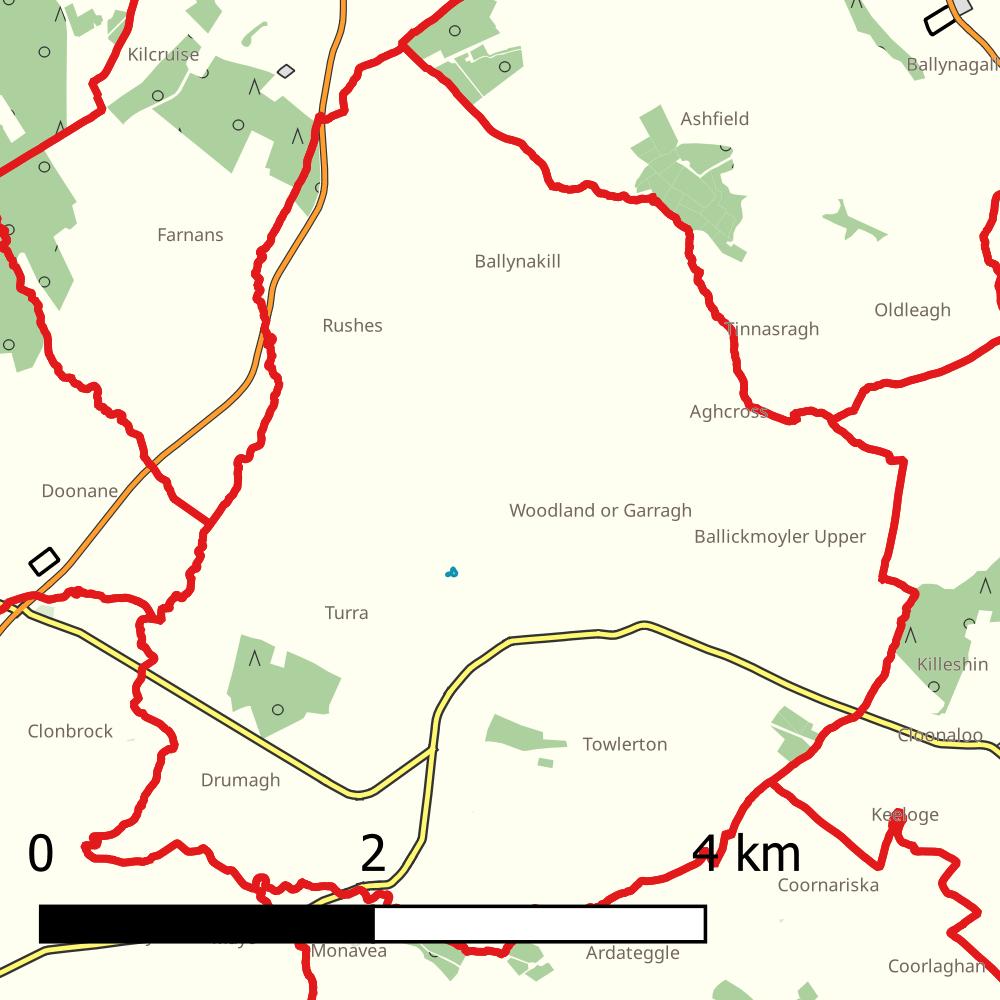 Kilcruise
Ballynagall
Ashfield
Farnans
Ballynakill
Oldleagh
Rushes
Tinnasragh
Aghcross
Doonane
Woodland or Garragh
Ballickmoyler Upper
Turra
Killeshin
Clonbrock
Cloonaloo
Towlerton
Drumagh
Keeloge
0 2 4 km
Coornariska
Monavea
Ardateggle
Coorlaghan